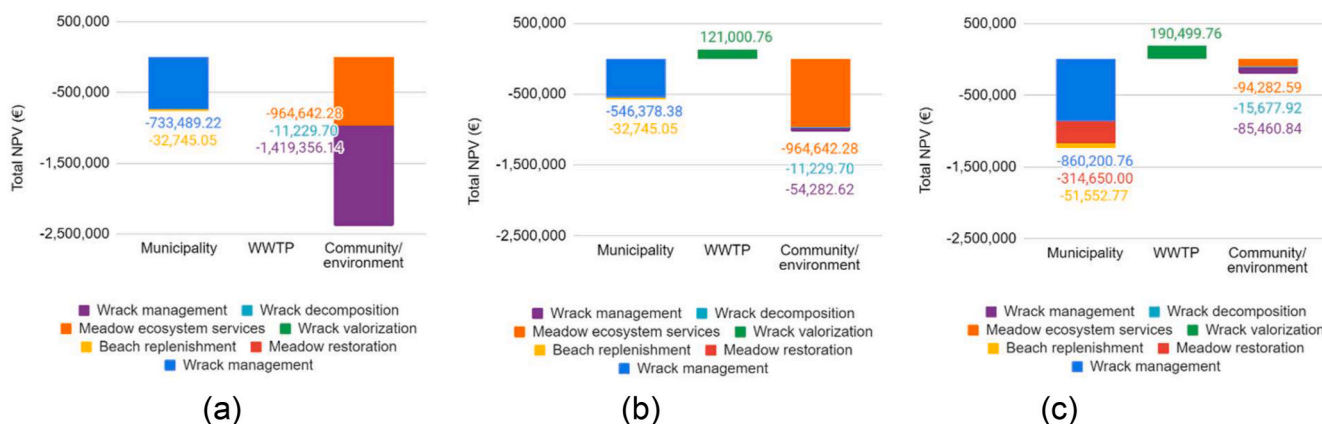 500,000
-500,000
-1,500,000
-2,500,000
Total NPV (€)
-733,489.22
-32,745.05
-964,642.28
-11,229.70
-1,419,356.14
Municipality WWTP Community/
environment
Wrack management Wrack decomposition
Meadow ecosystem services Wrack valorization
Beach replenishment Meadow restoration
Wrack management
(a)
500,000
-500,000
-1,500,000
-2,500,000
Total NPV (€)
121,000.76
-546,378.38
-32,745.05
-964,642.28
-11,229.70
-54,282.62
Municipality WWTP Community/
environment
Wrack management Wrack decomposition
Meadow ecosystem services Wrack valorization
Beach replenishment Meadow restoration
Wrack management
(b)
500,000
-500,000
-1,500,000
-2,500,000
Total NPV (€)
190,499.76
-860,200.76
-314,650.00
-51,552.77
-94,282.59
-15,677.92
-85,460.84
Municipality WWTP Community/
environment
Wrack management Wrack decomposition
Meadow ecosystem services Wrack valorization
Beach replenishment Meadow restoration
Wrack management
(c)